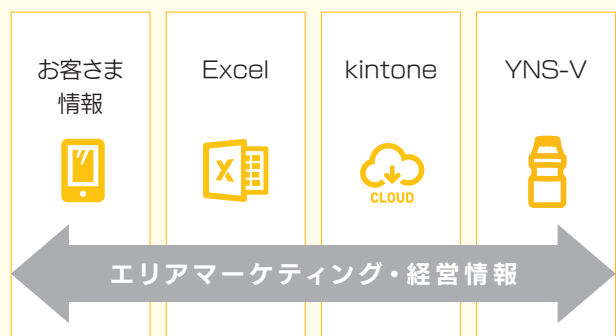 お客さま
情報
Excel
kintone
YNS-V
X
CLOUD
エリアマーケティング・経営情報